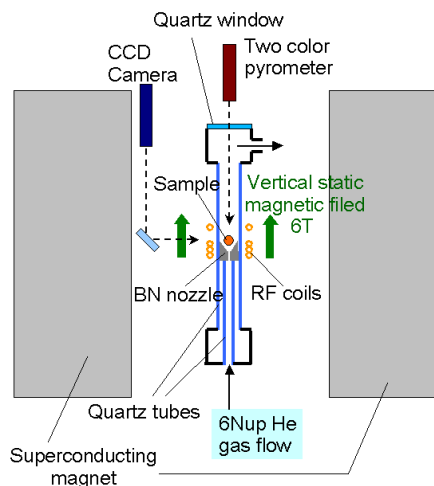 Quartz window
CCD
Camera
Two color
pyrometer
Sample
Vertical static
magnetic filed
6T
BN nozzle
RF coils
Quartz tubes
6Nup He
gas flow
Superconducting
magnet